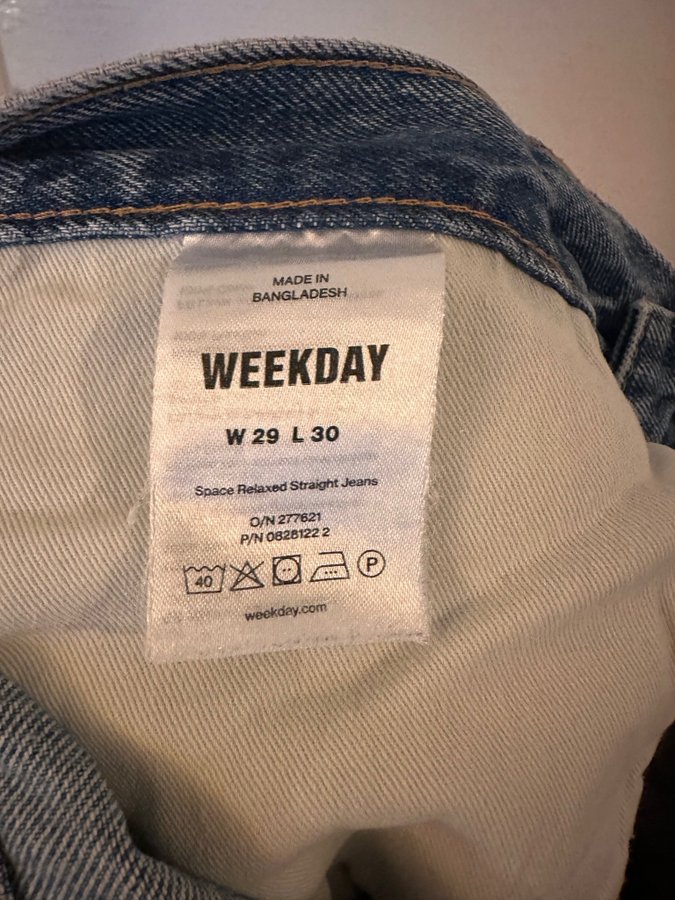 MADE IN
BANGLADESH
WEEKDAY
W 29 L 30
Space Relaxed Straight Jeans
O/N 277621
P/N 0828122 2
40
P
weekday.com